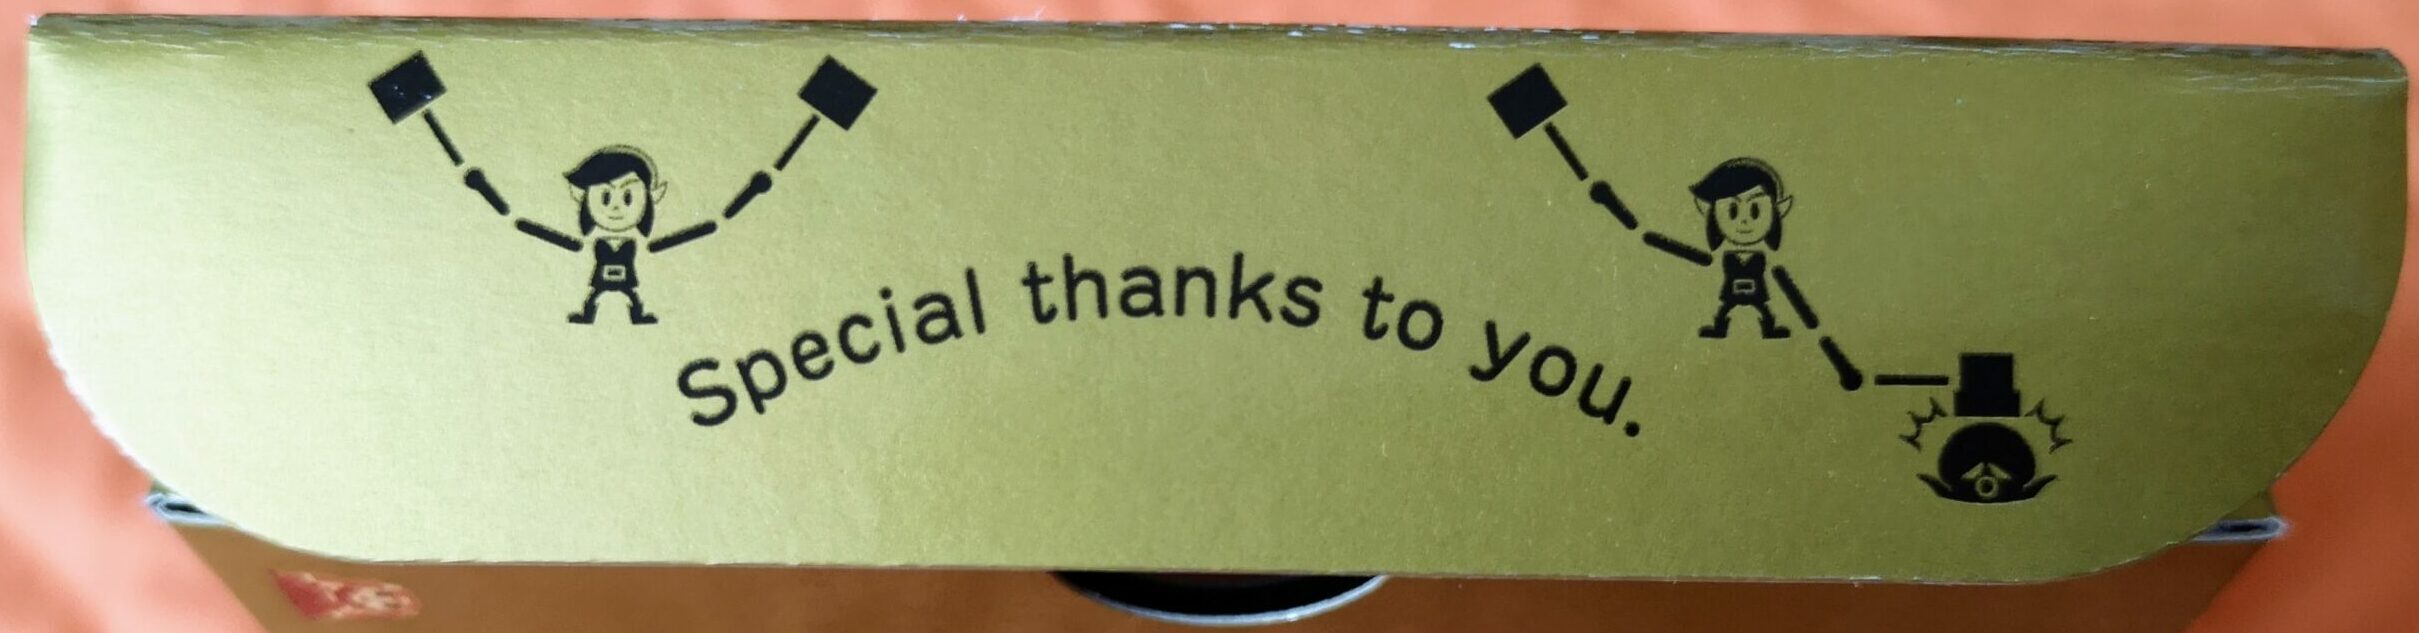 Special thanks to you.